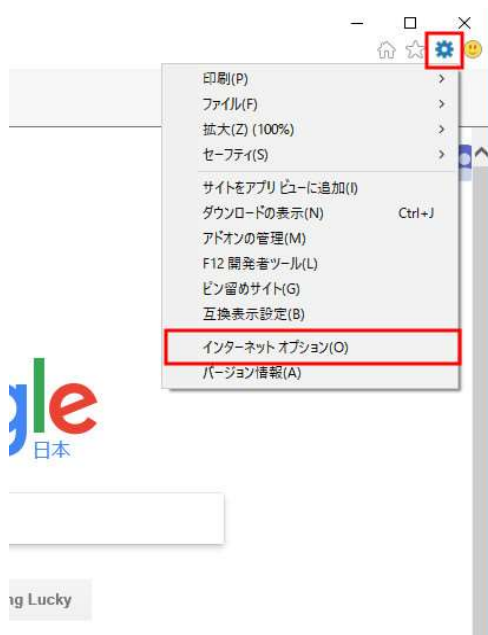 印刷(P)
ファイル(F)
拡大(Z) (100%)
セーフティ(S)
サイトをアプリ ビューに追加(I)
ダウンロードの表示(N) Ctrl+J
アドオンの管理(M)
F12 開発者ツール(L)
ピン留めサイト(G)
互換表示設定(B)
インターネット オプション(O)
バージョン情報(A)
gle
日本
ng Lucky